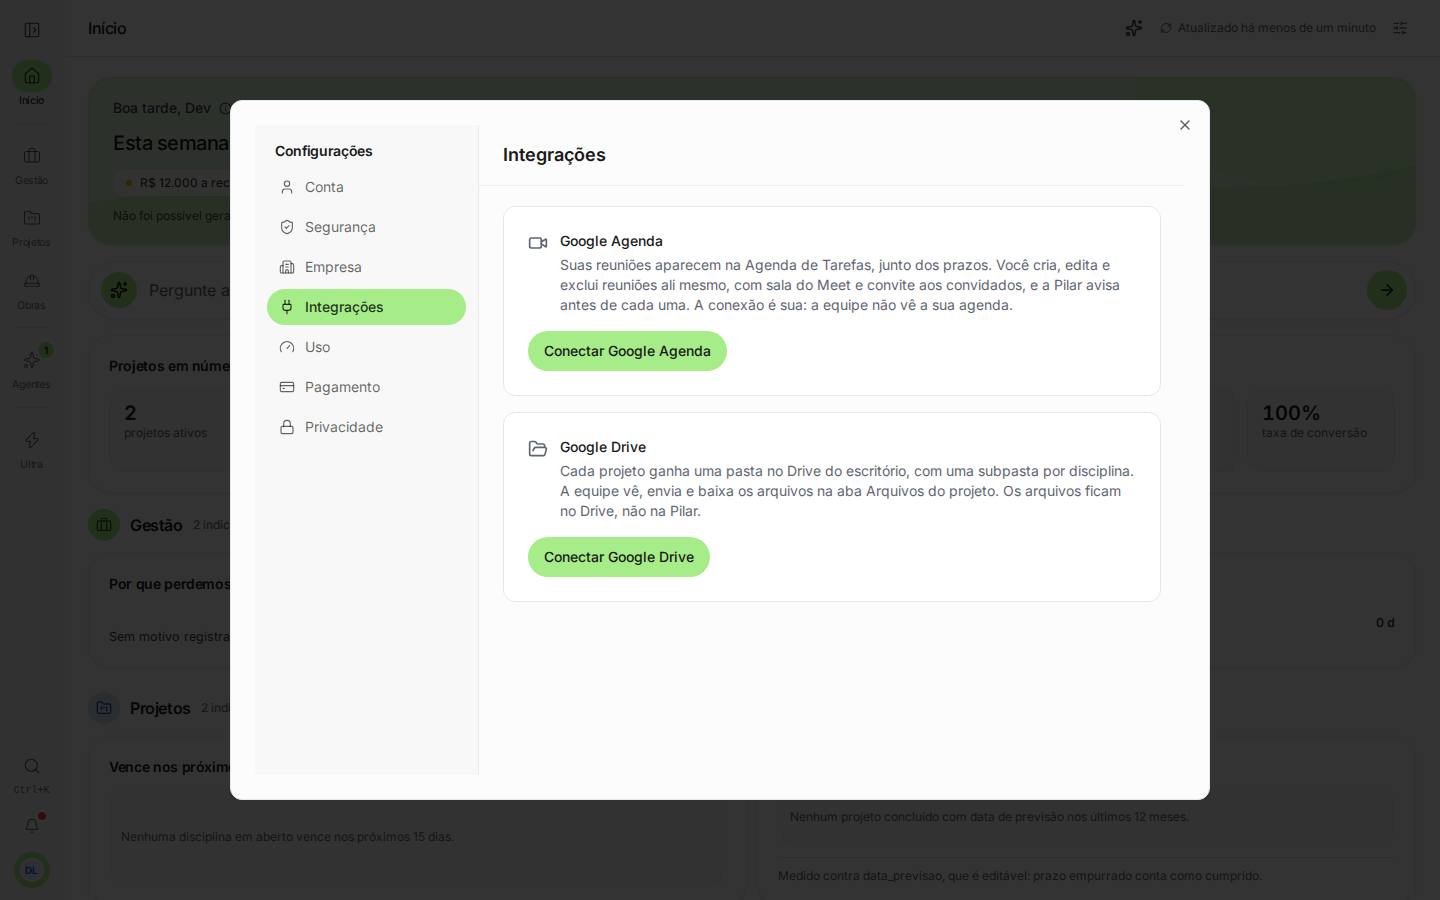 Início
Atualizado há menos de um minuto
Início
Gestão
Projetos
Obras
1
Agentes
Ultra
Ctrl+K
DL
Boa tarde, Dev
Esta semana
R$ 12.000 a rec
Não foi possível gera
Pergunte a
Projetos em núme
2
projetos ativos
100%
taxa de conversão
Gestão 2 indic
Por que perdemos
Sem motivo registra
0 d
Projetos 2 indi
Vence nos próxim
Nenhuma disciplina em aberto vence nos próximos 15 dias.
Nenhum projeto concluído com data de previsão nos últimos 12 meses.
Medido contra data_previsao, que é editável: prazo empurrado conta como cumprido.
Configurações
Conta
Segurança
Empresa
Integrações
Uso
Pagamento
Privacidade
Integrações
Google Agenda
Suas reuniões aparecem na Agenda de Tarefas, junto dos prazos. Você cria, edita e
exclui reuniões ali mesmo, com sala do Meet e convite aos convidados, e a Pilar avisa
antes de cada uma. A conexão é sua: a equipe não vê a sua agenda.
Conectar Google Agenda
Google Drive
Cada projeto ganha uma pasta no Drive do escritório, com uma subpasta por disciplina.
A equipe vê, envia e baixa os arquivos na aba Arquivos do projeto. Os arquivos ficam
no Drive, não na Pilar.
Conectar Google Drive